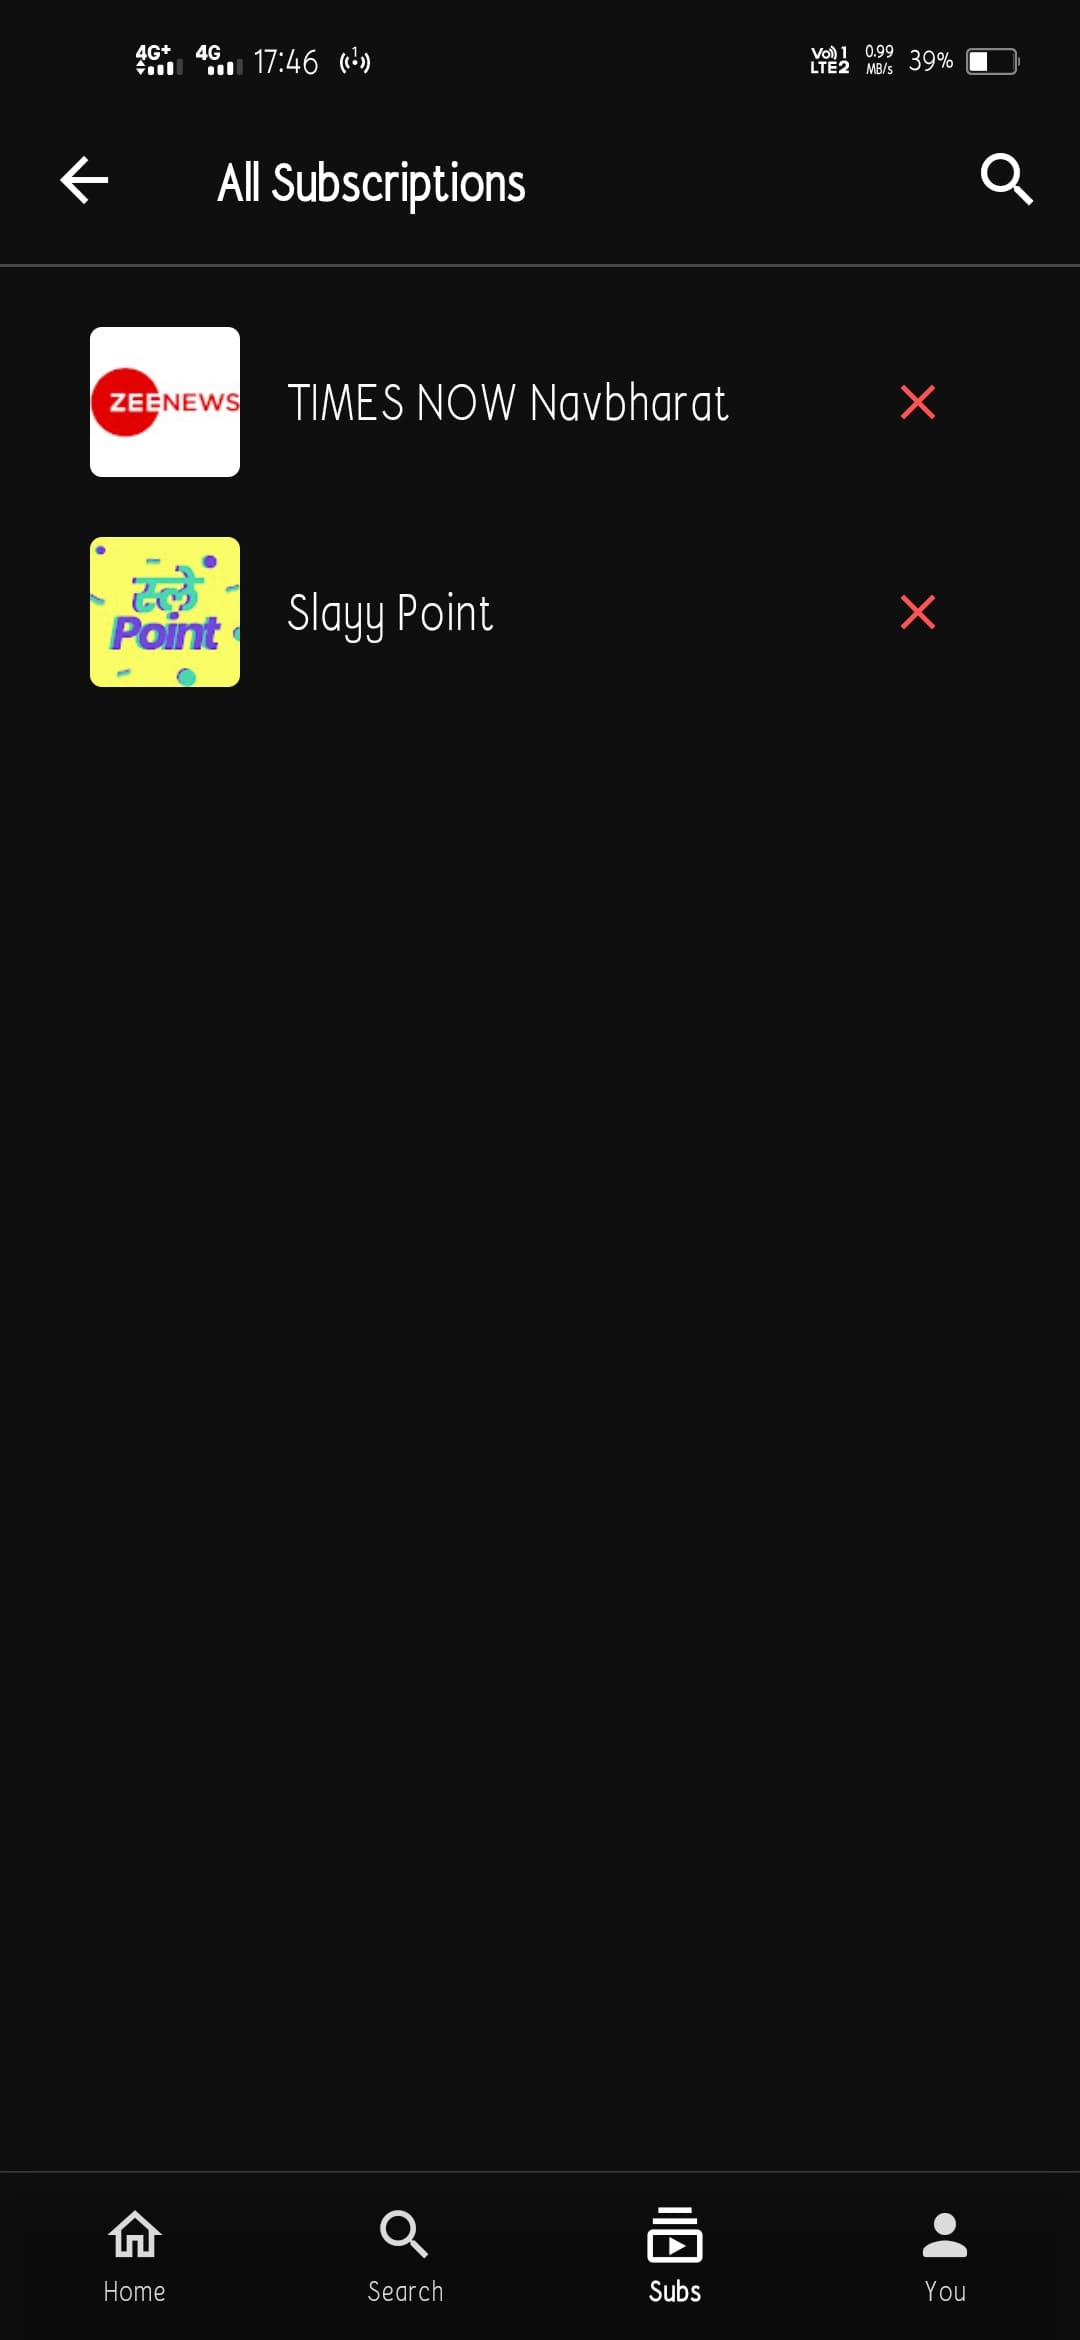 4G+ 4G 17:46 1 Vo)) 1 LTE2 0.99 MB/s 39%
All Subscriptions
ZEENEWS TIMES NOW Navbharat
स्ले
Point
Slayy Point
Home Search Subs You